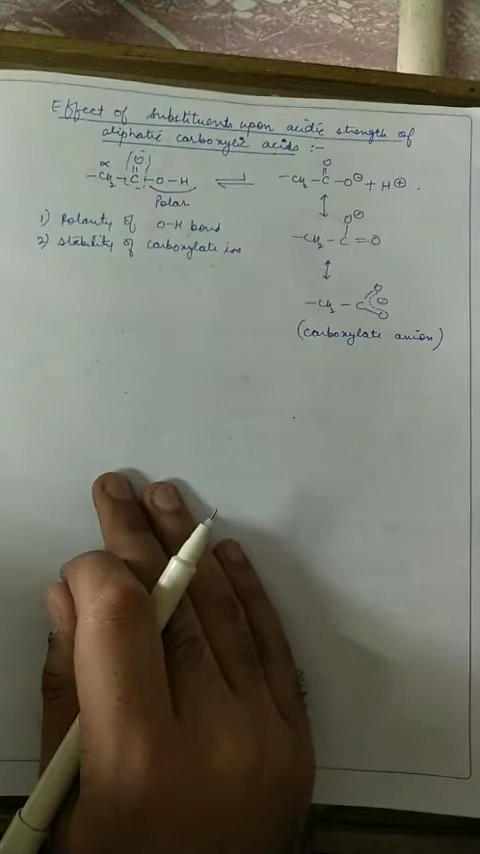 Effect of substituents upon acidic strength of
aliphatic carboxylic acids :-
α O O
-CH2-C-O-H ⇌ -CH2-C-O⊖ + H⊕ .
Polar
1) Polarity of O-H bond
O⊖
2) stability of carboxylate ion
-CH2-C=O
O
-CH2-C ⊖
O
(carboxylate anion)